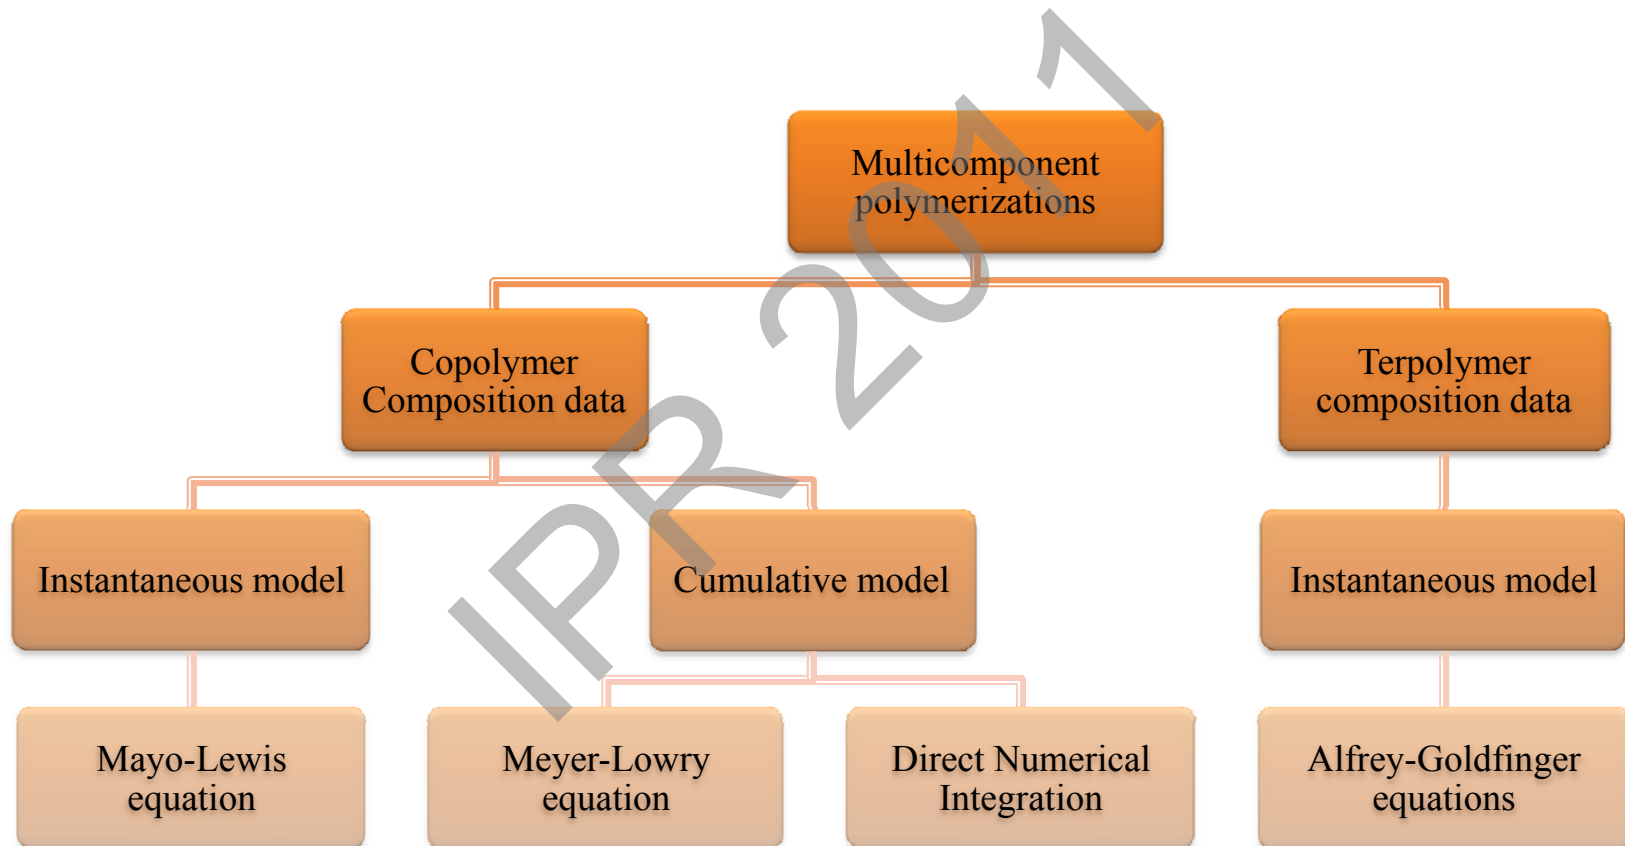 Multicomponent
polymerizations
Copolymer
Composition data
Terpolymer
composition data
Instantaneous model
Cumulative model
Instantaneous model
Mayo-Lewis
equation
Meyer-Lowry
equation
Direct Numerical
Integration
Alfrey-Goldfinger
equations
IPR 2011